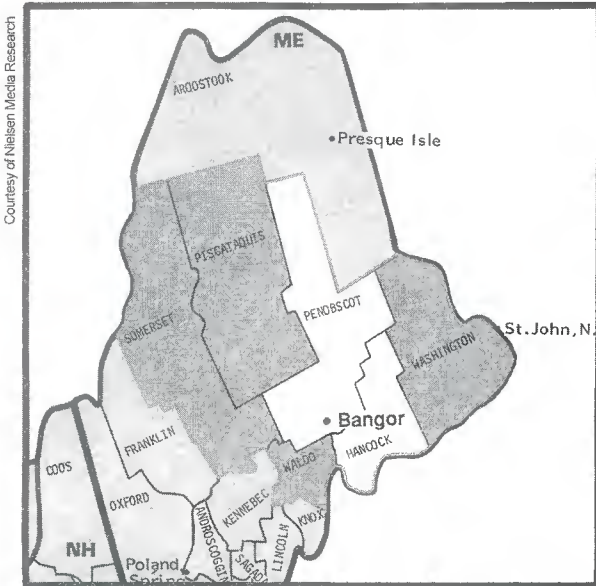 Courtesy of Nielsen Media Research
ME
AROOSTOOK
Presque Isle
PISCATAQUIS
PENOBSCOT
SOMERSET
St. John, N.
WASHINGTON
Bangor
FRANKLIN
HANCOCK
WALDO
COOS
OXFORD
KENNEBEC
KNOX
ANDROSCOGGIN
LINCOLN
SAGAD
NH
Poland
Spring